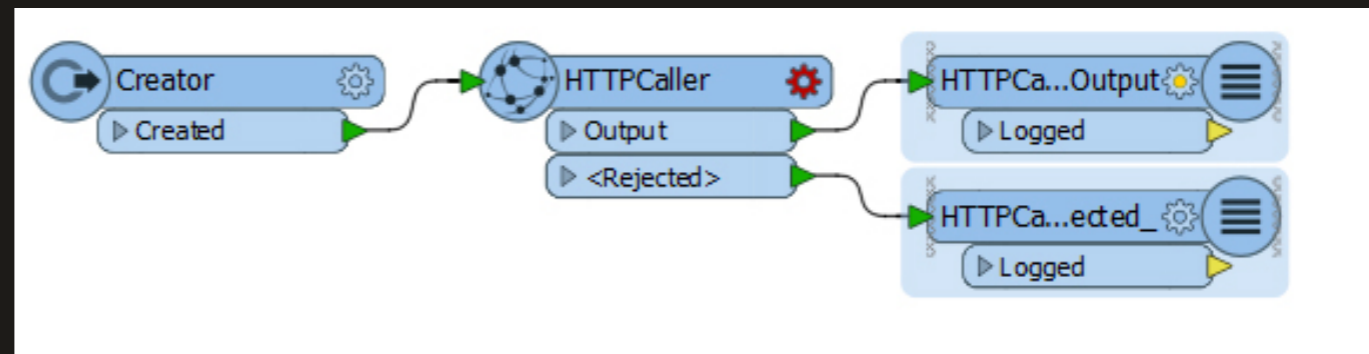 Creator
Created
HTTPCaller
Output
<Rejected>
HTTPCa...Output
Logged
HTTPCa...ected_
Logged